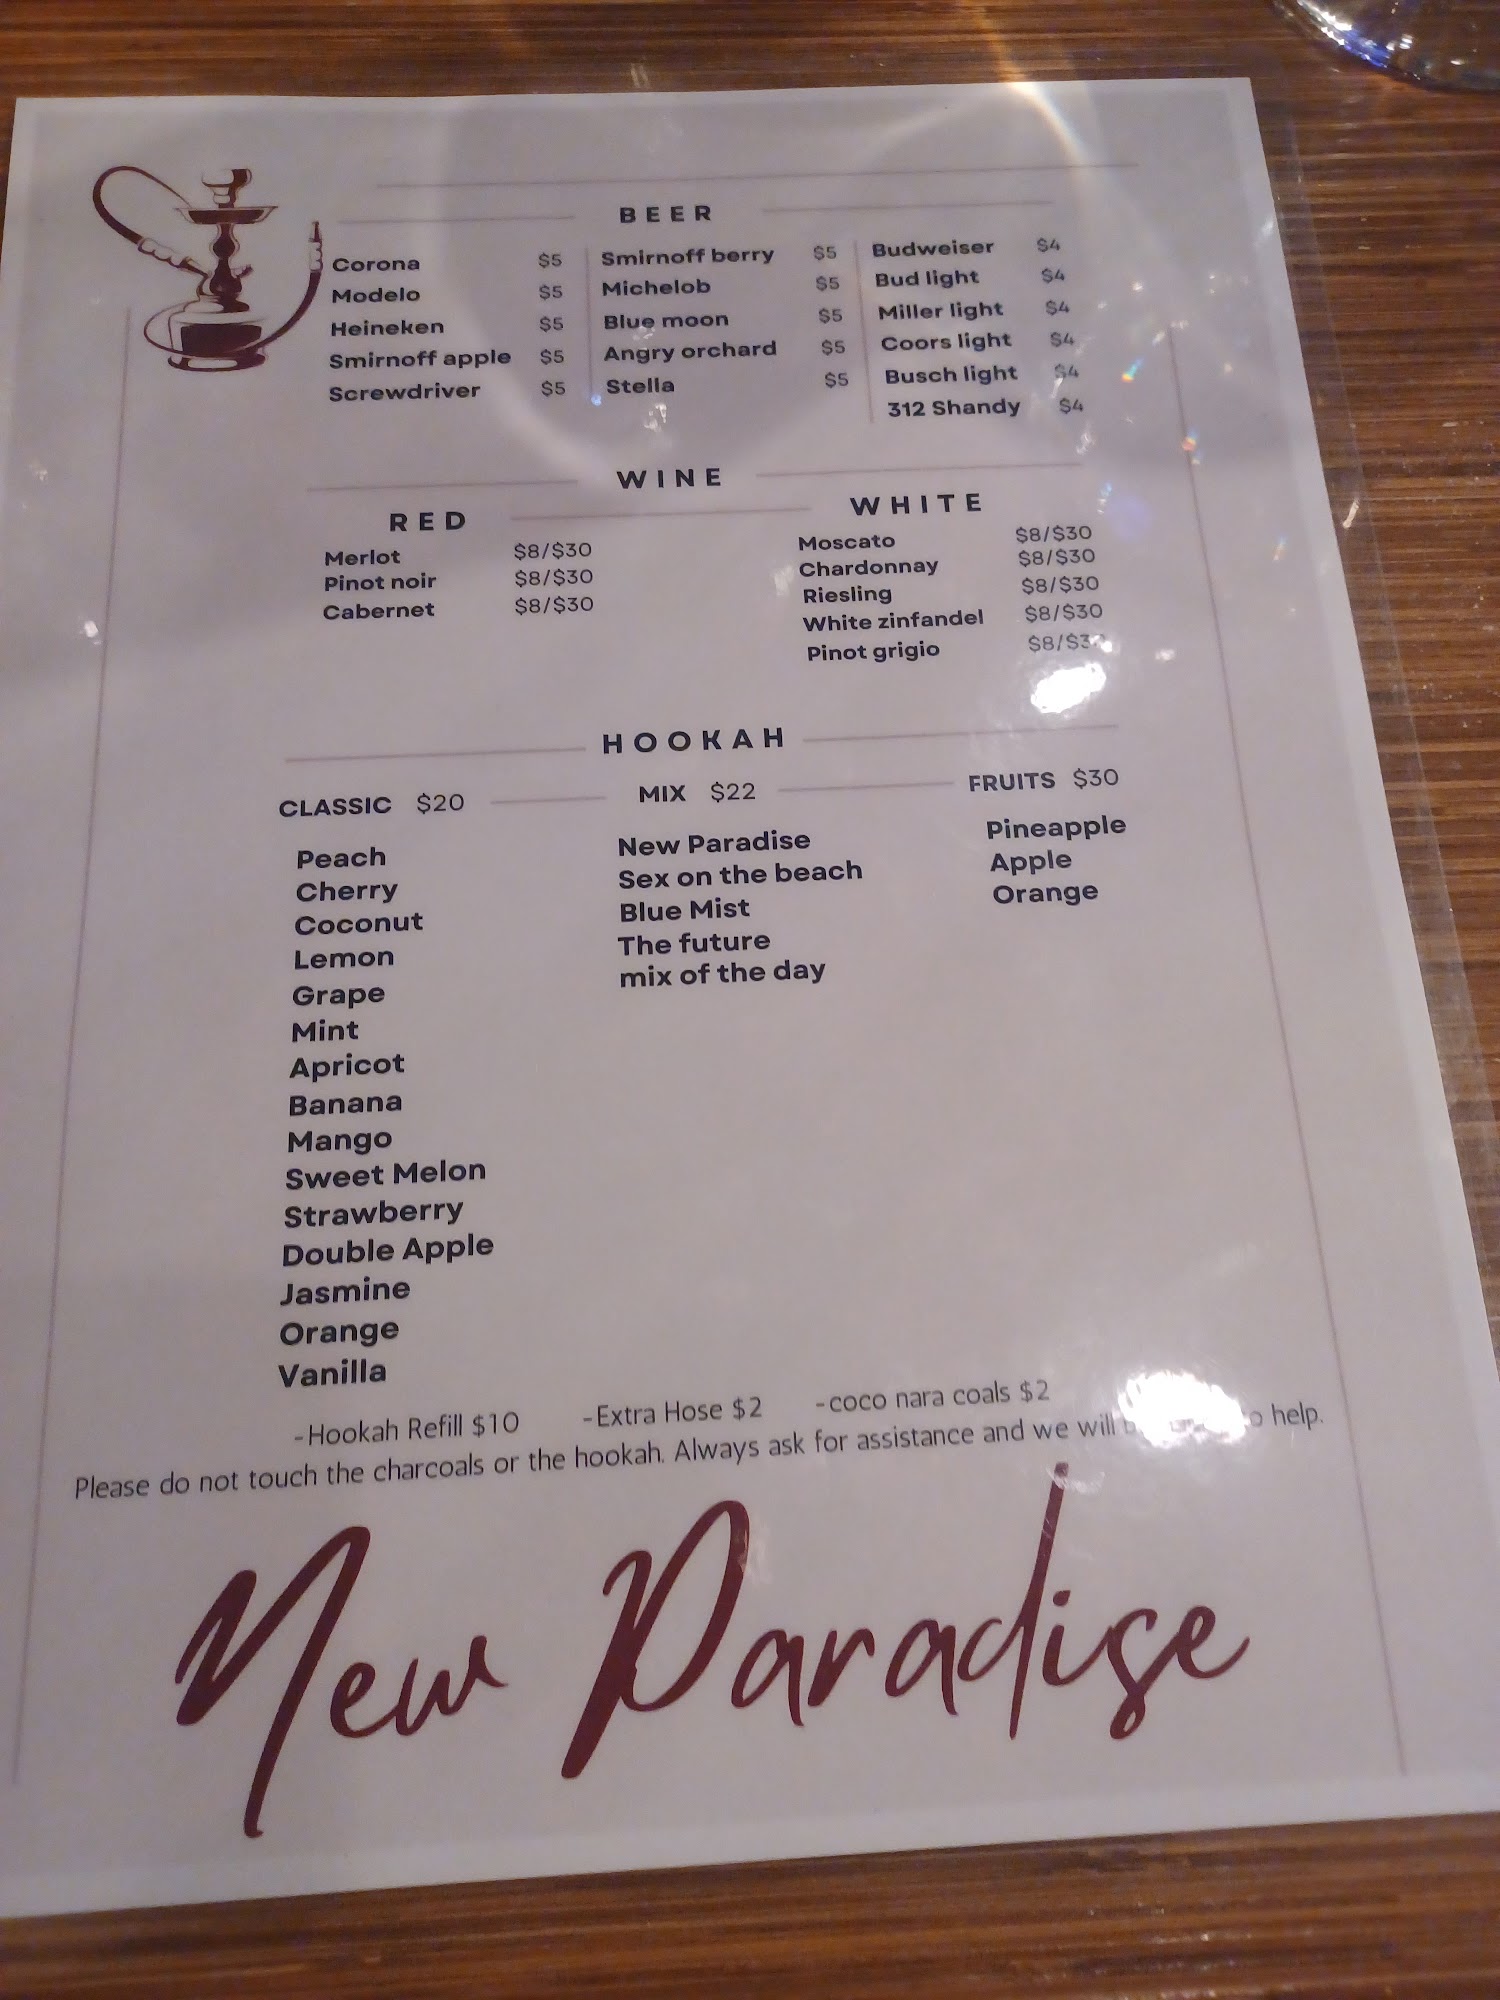 BEER
Corona $5
Modelo $5
Heineken $5
Smirnoff apple $5
Screwdriver $5
Smirnoff berry $5
Michelob $5
Blue moon $5
Angry orchard $5
Stella $5
Budweiser $4
Bud light $4
Miller light $4
Coors light $4
Busch light $4
312 Shandy $4
WINE
RED
Merlot $8/$30
Pinot noir $8/$30
Cabernet $8/$30
WHITE
Moscato $8/$30
Chardonnay $8/$30
Riesling $8/$30
White zinfandel $8/$30
Pinot grigio
HOOKAH
CLASSIC $20
Peach
Cherry
Coconut
Lemon
Grape
Mint
Apricot
Banana
Mango
Sweet Melon
Strawberry
Double Apple
Jasmine
Orange
Vanilla
MIX $22
New Paradise
Sex on the beach
Blue Mist
The future
mix of the day
FRUITS $30
Pineapple
Apple
Orange
-Hookah Refill $10 -Extra Hose $2 -coco nara coals $2
Please do not touch the charcoals or the hookah. Always ask for assistance and we will help.
New Paradise